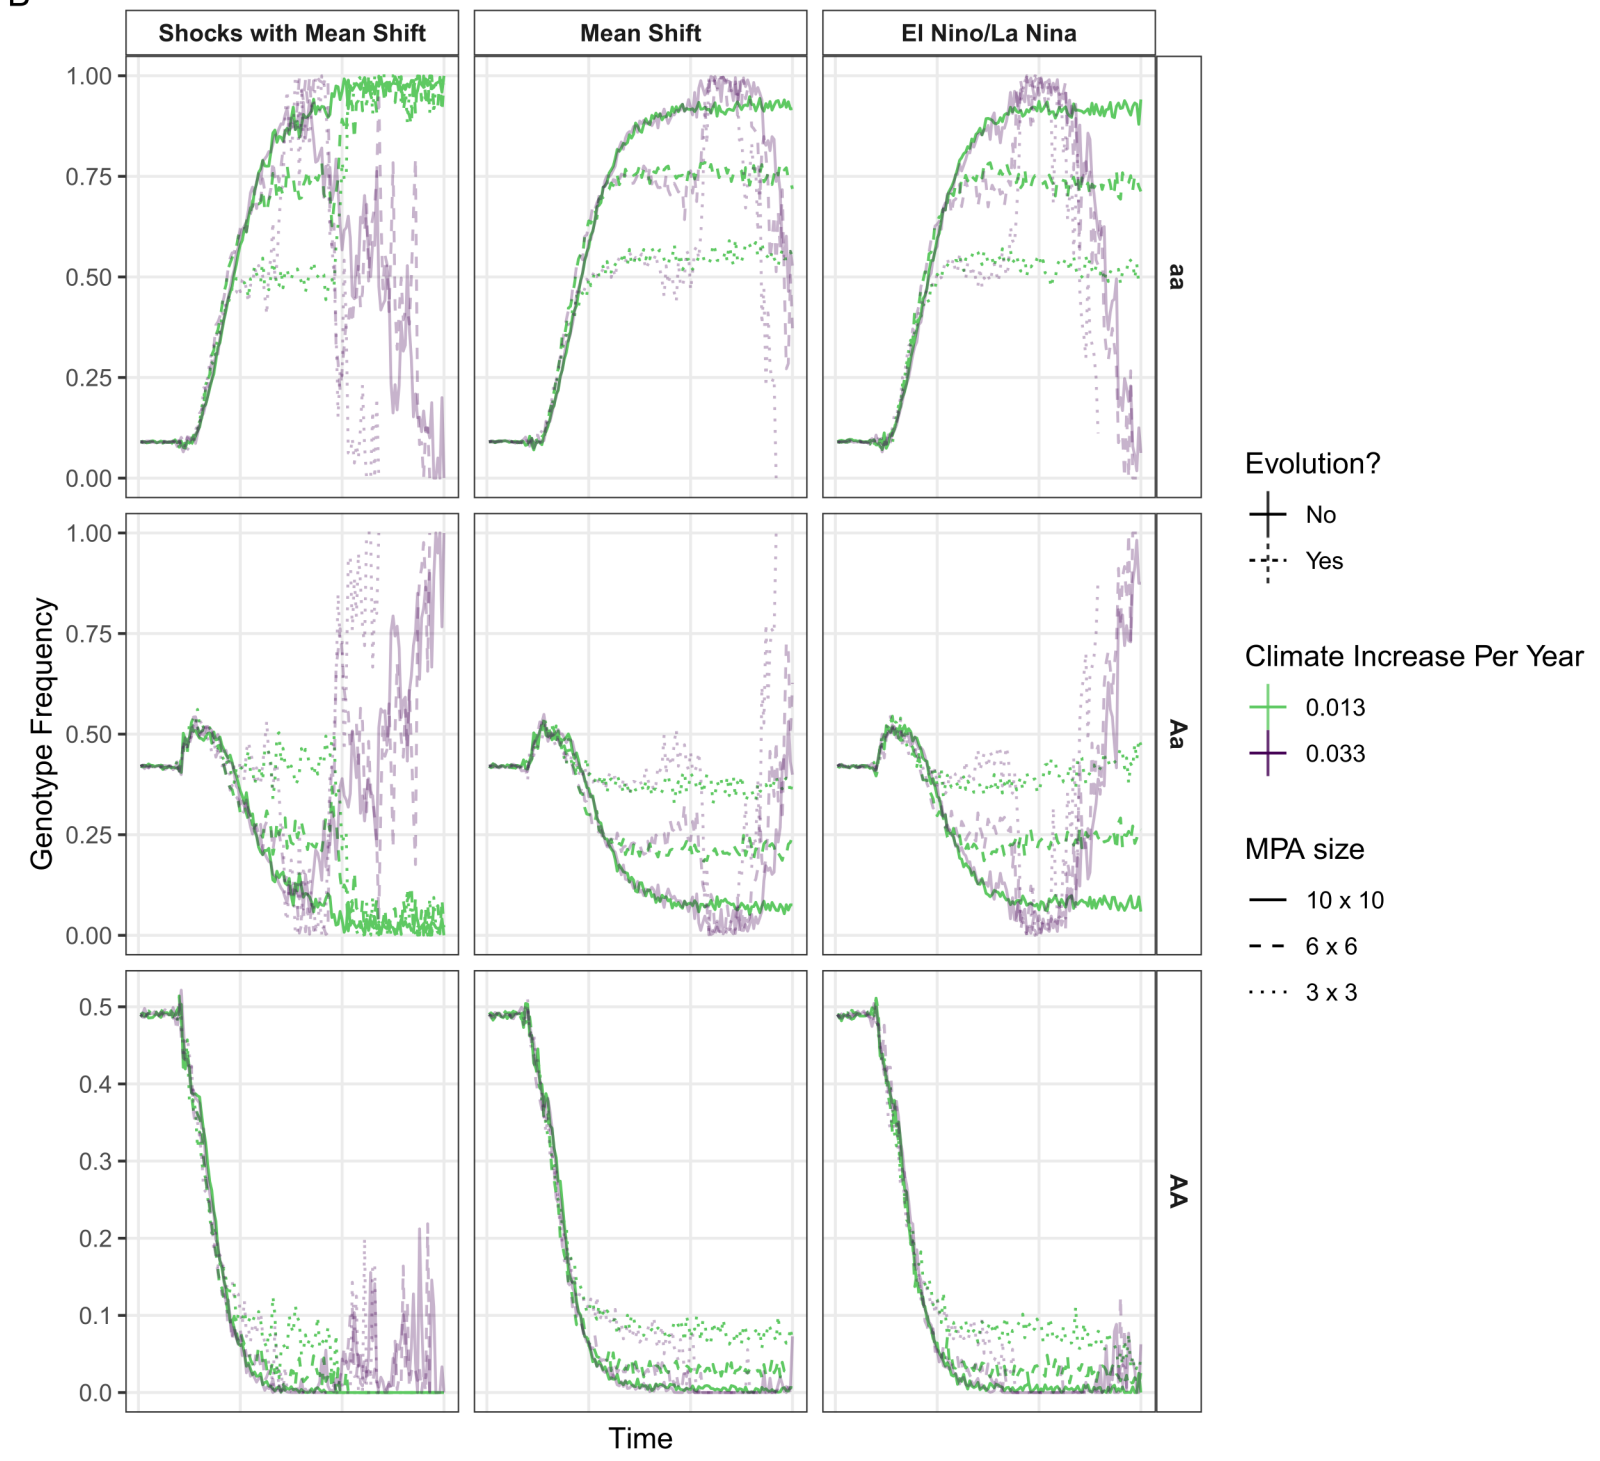 Shocks with Mean Shift
Mean Shift
El Nino/La Nina
Genotype Frequency
1.00
0.75
0.50
0.25
0.00
aa
1.00
0.75
0.50
0.25
0.00
Aa
0.5
0.4
0.3
0.2
0.1
0.0
AA
Time
Evolution?
No
Yes
Climate Increase Per Year
0.013
0.033
MPA size
10 x 10
6 x 6
3 x 3